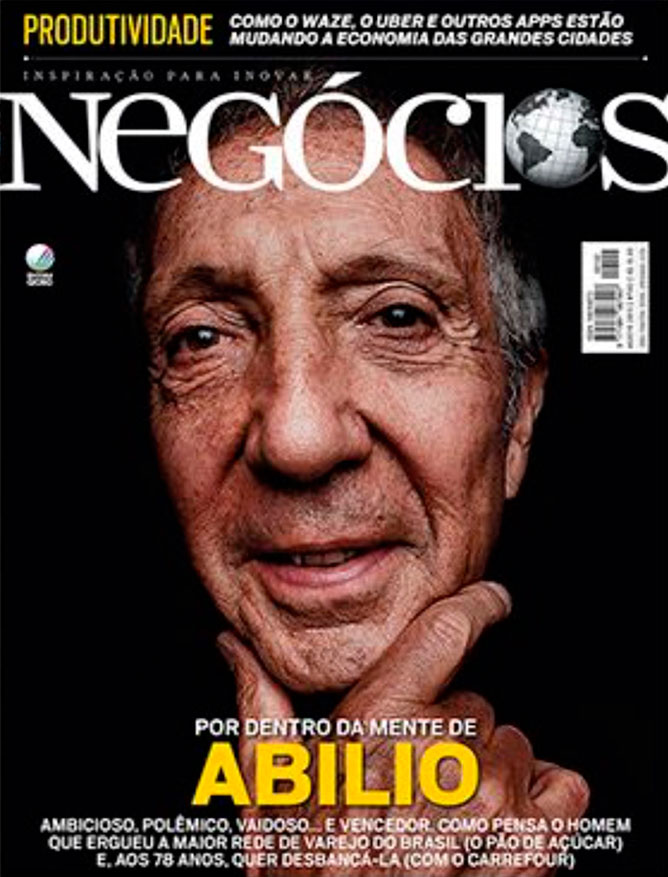 PRODUTIVIDADE
COMO O WAZE, O UBER E OUTROS APPS ESTÃO
MUDANDO A ECONOMIA DAS GRANDES CIDADES
INSPIRAÇÃO PARA INOVAR
NEGÓCIOS
EDITORA
GLOBO
POR DENTRO DA MENTE DE
ABILIO
AMBICIOSO, POLÊMICO, VAIDOSO... E VENCEDOR. COMO PENSA O HOMEM
QUE ERGUEU A MAIOR REDE DE VAREJO DO BRASIL (O PÃO DE AÇÚCAR)
E, AOS 78 ANOS, QUER DESBANCÁ-LA (COM O CARREFOUR)